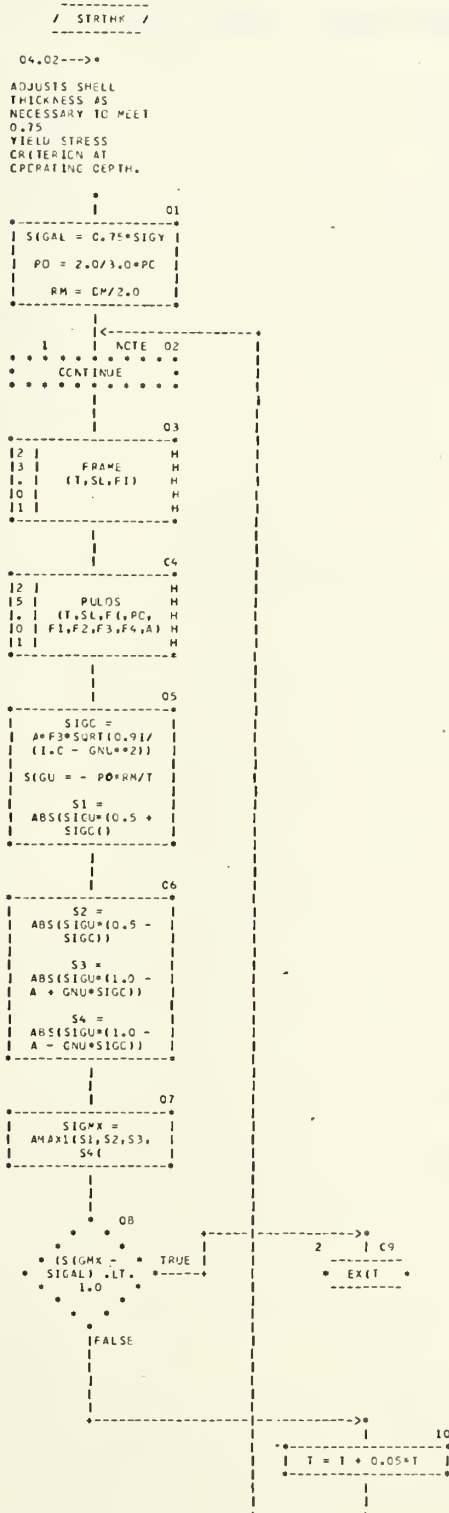 / STRTHK /
04.02--->*
ADJUSTS SHELL
THICKNESS AS
NECESSARY TO MEET
0.75
YIELD STRESS
CRITERION AT
OPERATING DEPTH.
01
SIGAL = 0.75*SIGY
PO = 2.0/3.0*PC
RM = DM/2.0
1 NOTE 02
CONTINUE
03
23.01
FRAME
(T,SL,FI)
04
25.01
PULOS
(T,SL,FI,PC,
F1,F2,F3,F4,A)
05
SIGC =
A*F3*SQRT(0.91/
(1.0 - GNU**2))
SIGU = - PO*RM/T
S1 =
ABS(SIGU*(0.5 +
SIGC))
06
S2 =
ABS(SIGU*(0.5 -
SIGC))
S3 =
ABS(SIGU*(1.0 -
A + GNU*SIGC))
S4 =
ABS(SIGU*(1.0 -
A - GNU*SIGC))
07
SIGMX =
AMAX1(S1,S2,S3,
S4)
08
(SIGMX -
SIGAL) .LT.
1.0
TRUE
2 09
EXIT
FALSE
10
T = T + 0.05*T